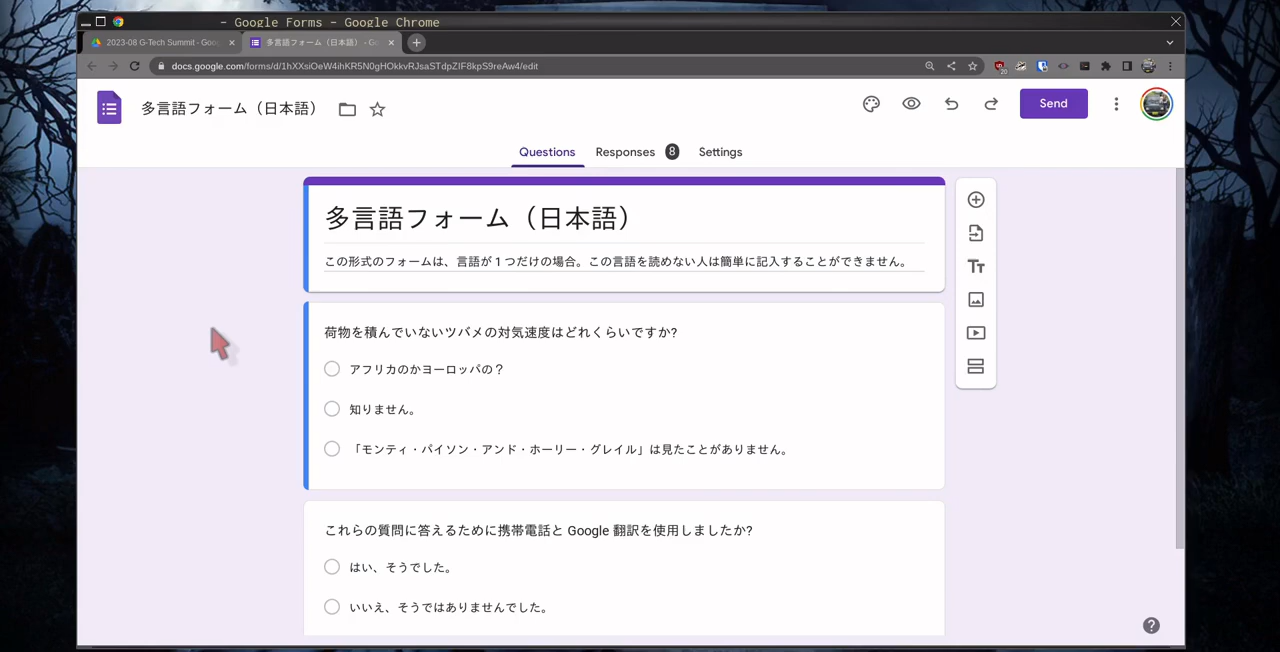 - Google Forms - Google Chrome
2023-08 G-Tech Summit - Goo
多言語フォーム（日本語） - Go
docs.google.com/forms/d/1hXXsiOeW4ihKR5N0gHOkkvRJsaSTdpZIF8kpS9reAw4/edit
20
多言語フォーム（日本語）
Send
Questions
Responses 8
Settings
多言語フォーム（日本語）
この形式のフォームは、言語が１つだけの場合。この言語を読めない人は簡単に記入することができません。
荷物を積んでいないツバメの対気速度はどれくらいですか?
アフリカのかヨーロッパの？
知りません。
「モンティ・パイソン・アンド・ホーリー・グレイル」は見たことがありません。
これらの質問に答えるために携帯電話と Google 翻訳を使用しましたか?
はい、そうでした。
いいえ、そうではありませんでした。